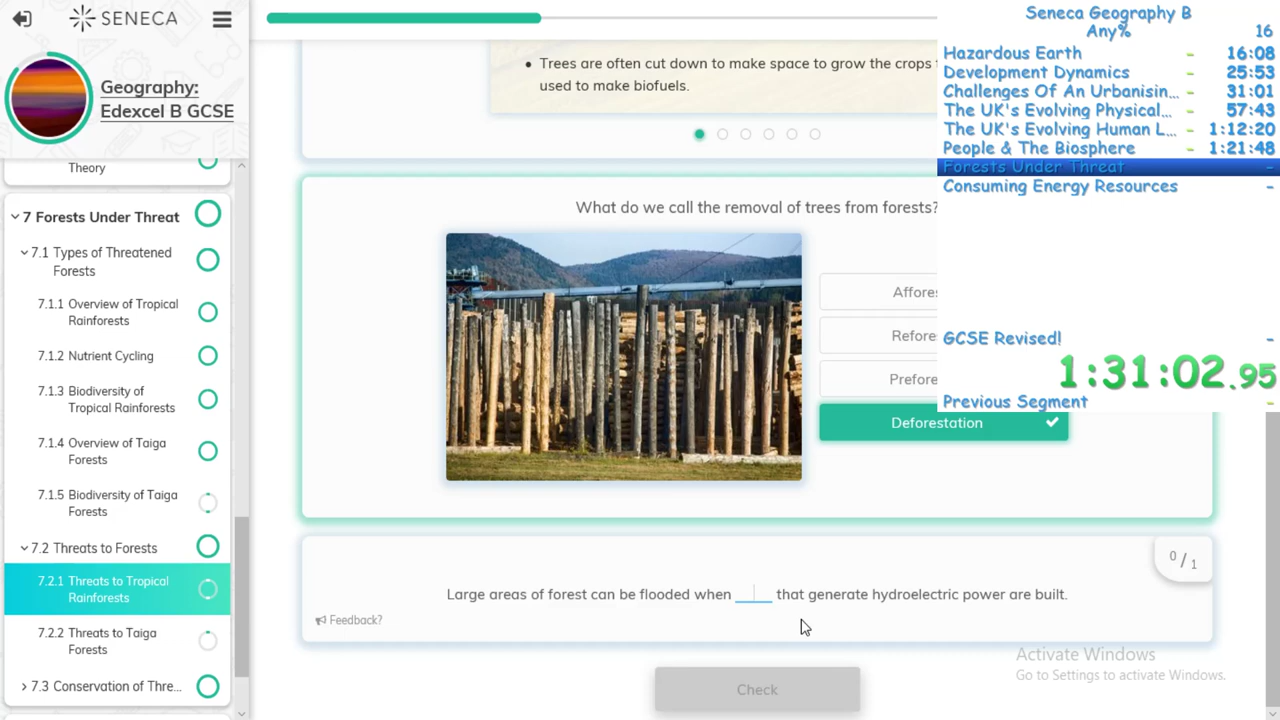 SENECA
Geography:
Edexcel B GCSE
Theory
7 Forests Under Threat
7.1 Types of Threatened
Forests
7.1.1 Overview of Tropical
Rainforests
7.1.2 Nutrient Cycling
7.1.3 Biodiversity of
Tropical Rainforests
7.1.4 Overview of Taiga
Forests
7.1.5 Biodiversity of Taiga
Forests
7.2 Threats to Forests
7.2.1 Threats to Tropical
Rainforests
7.2.2 Threats to Taiga
Forests
7.3 Conservation of Thre...
• Trees are often cut down to make space to grow the crops
used to make biofuels.
What do we call the removal of trees from forests?
Affores
Refores
Prefore
Deforestation
0 / 1
Large areas of forest can be flooded when ____ that generate hydroelectric power are built.
Feedback?
Check
Activate Windows
Go to Settings to activate Windows.
Seneca Geography B
Any% 16
Hazardous Earth - 16:08
Development Dynamics - 25:53
Challenges Of An Urbanisin... - 31:01
The UK's Evolving Physical... - 57:43
The UK's Evolving Human L... - 1:12:20
People & The Biosphere - 1:21:48
Forests Under Threat -
Consuming Energy Resources -
GCSE Revised! -
1:31:02.95
Previous Segment -